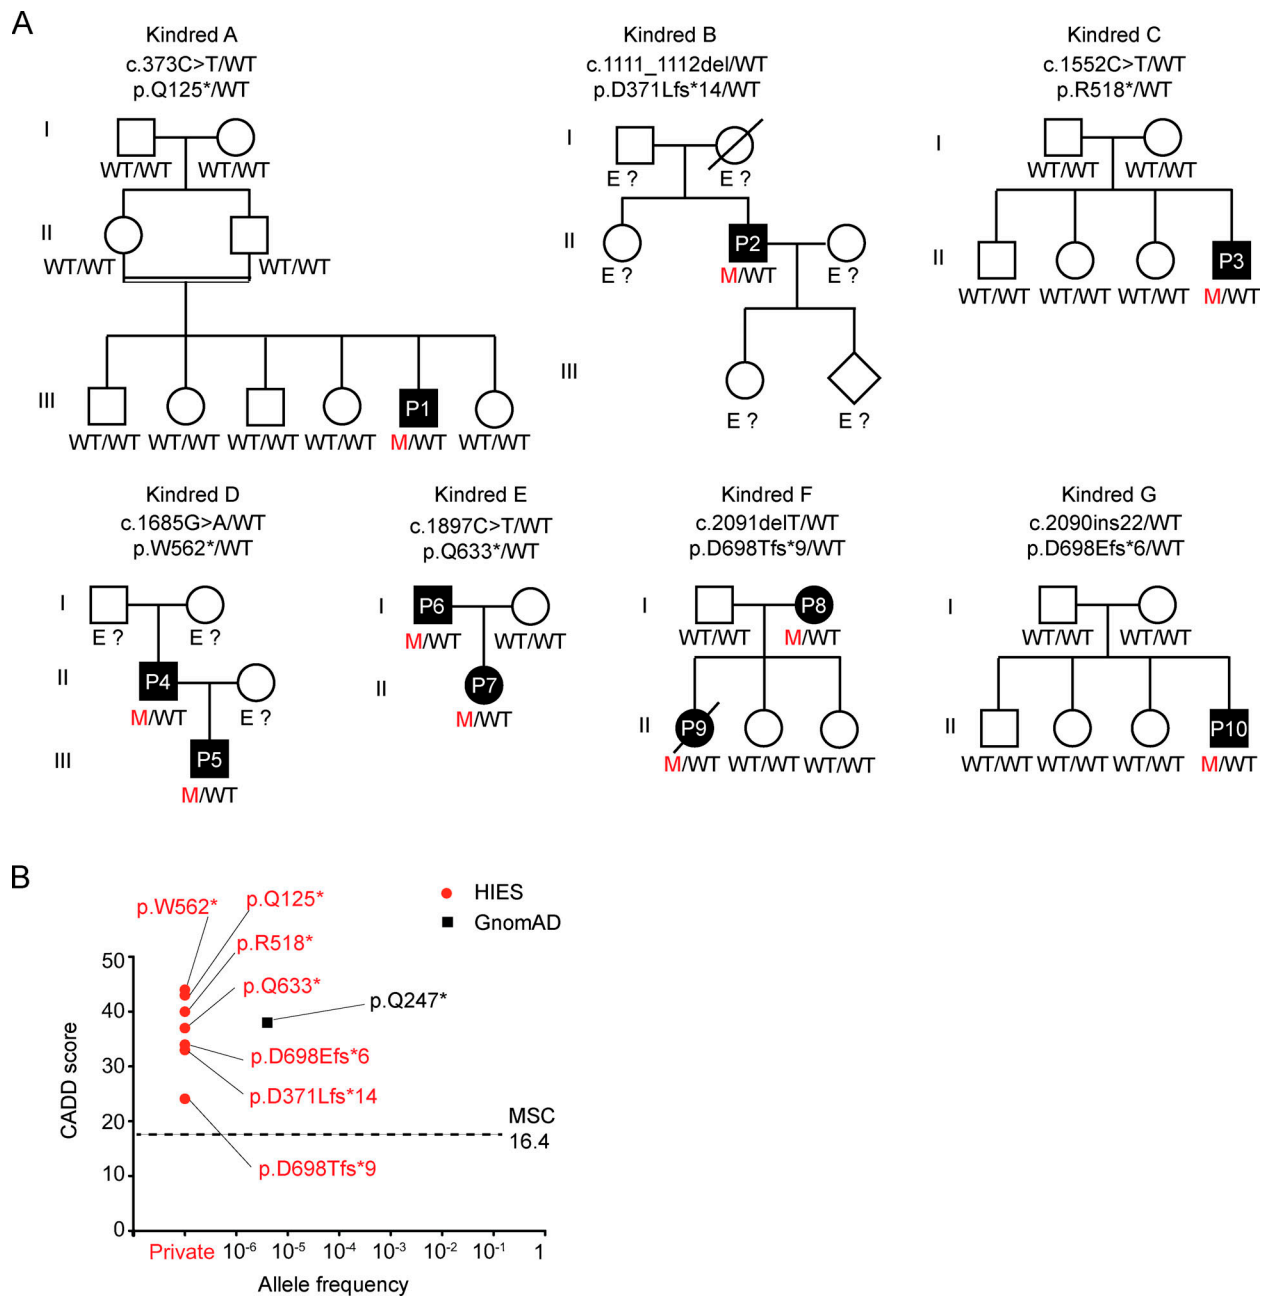 A
Kindred A
c.373C>T/WT
p.Q125*/WT
I
WT/WT WT/WT
II
WT/WT WT/WT
III
P1
WT/WT WT/WT WT/WT WT/WT M/WT WT/WT
Kindred B
c.1111_1112del/WT
p.D371Lfs*14/WT
I
E ? E ?
II
P2
E ? M/WT E ?
III
E ? E ?
Kindred C
c.1552C>T/WT
p.R518*/WT
I
WT/WT WT/WT
II
P3
WT/WT WT/WT WT/WT M/WT
Kindred D
c.1685G>A/WT
p.W562*/WT
I
E ? E ?
II
P4
M/WT E ?
III
P5
M/WT
Kindred E
c.1897C>T/WT
p.Q633*/WT
I
P6
M/WT WT/WT
II
P7
M/WT
Kindred F
c.2091delT/WT
p.D698Tfs*9/WT
I
P8
WT/WT M/WT
II
P9
M/WT WT/WT WT/WT
Kindred G
c.2090ins22/WT
p.D698Efs*6/WT
I
WT/WT WT/WT
II
P10
WT/WT WT/WT WT/WT M/WT
B
HIES
GnomAD
p.W562*
p.Q125*
p.R518*
p.Q633*
p.Q247*
p.D698Efs*6
p.D371Lfs*14
p.D698Tfs*9
MSC
16.4
CADD score
50
40
30
20
10
0
Private 10-6 10-5 10-4 10-3 10-2 10-1 1
Allele frequency